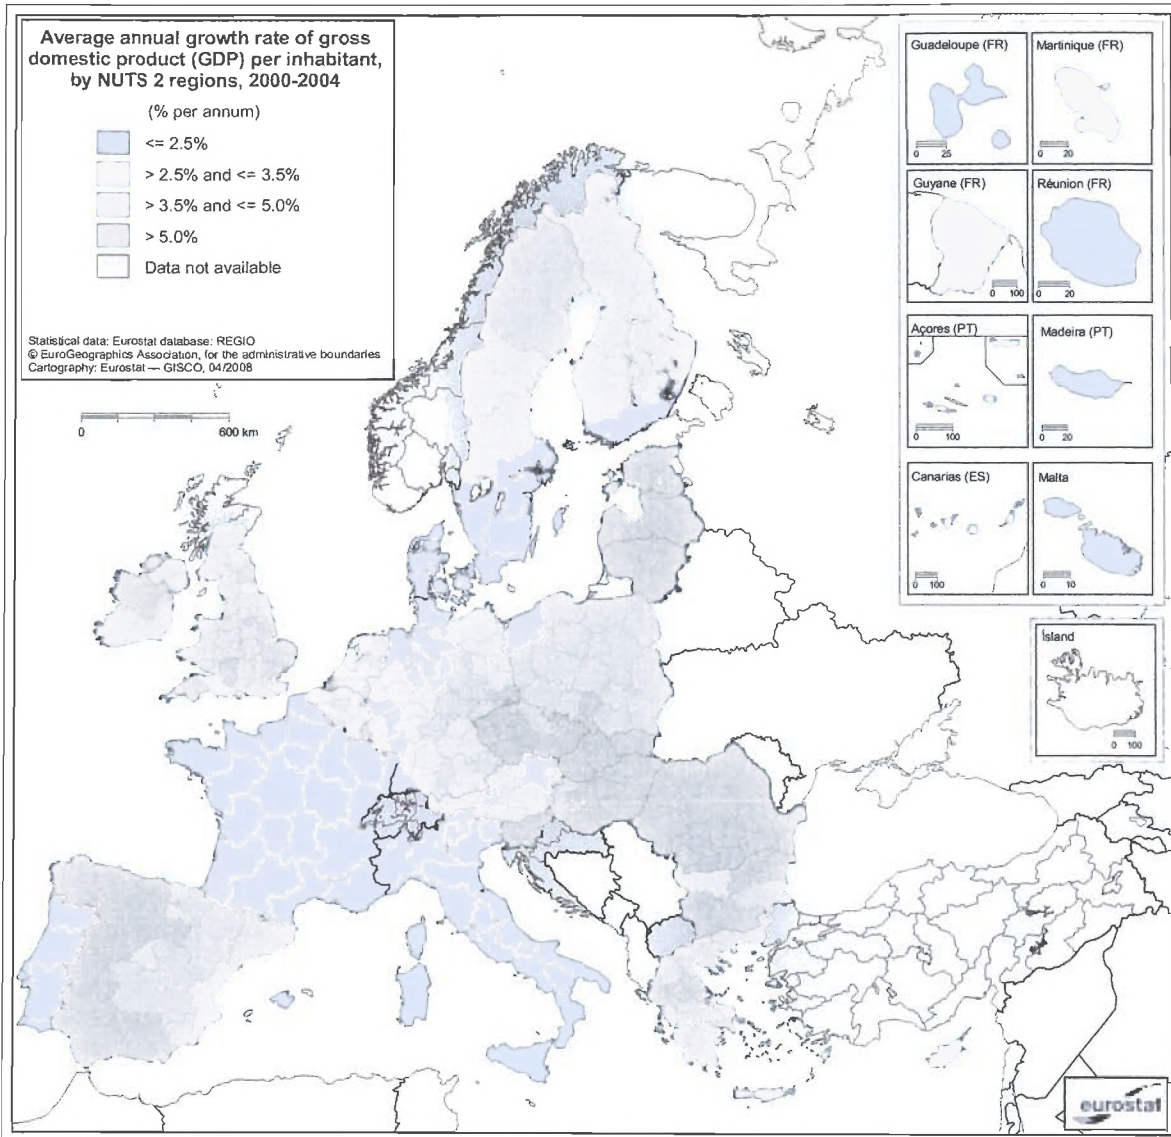 Average annual growth rate of gross
domestic product (GDP) per inhabitant,
by NUTS 2 regions, 2000-2004
(% per annum)
<= 2.5%
> 2.5% and <= 3.5%
> 3.5% and <= 5.0%
> 5.0%
Data not available
Statistical data: Eurostat database: REGIO
© EuroGeographics Association, for the administrative boundaries
Cartography: Eurostat — GISCO, 04/2008
0 600 km
Guadeloupe (FR)
0 25
Martinique (FR)
0 20
Guyane (FR)
0 100
Réunion (FR)
0 20
Açores (PT)
0 100
Madeira (PT)
0 20
Canarias (ES)
0 100
Malta
0 10
Ísland
0 100
eurostat